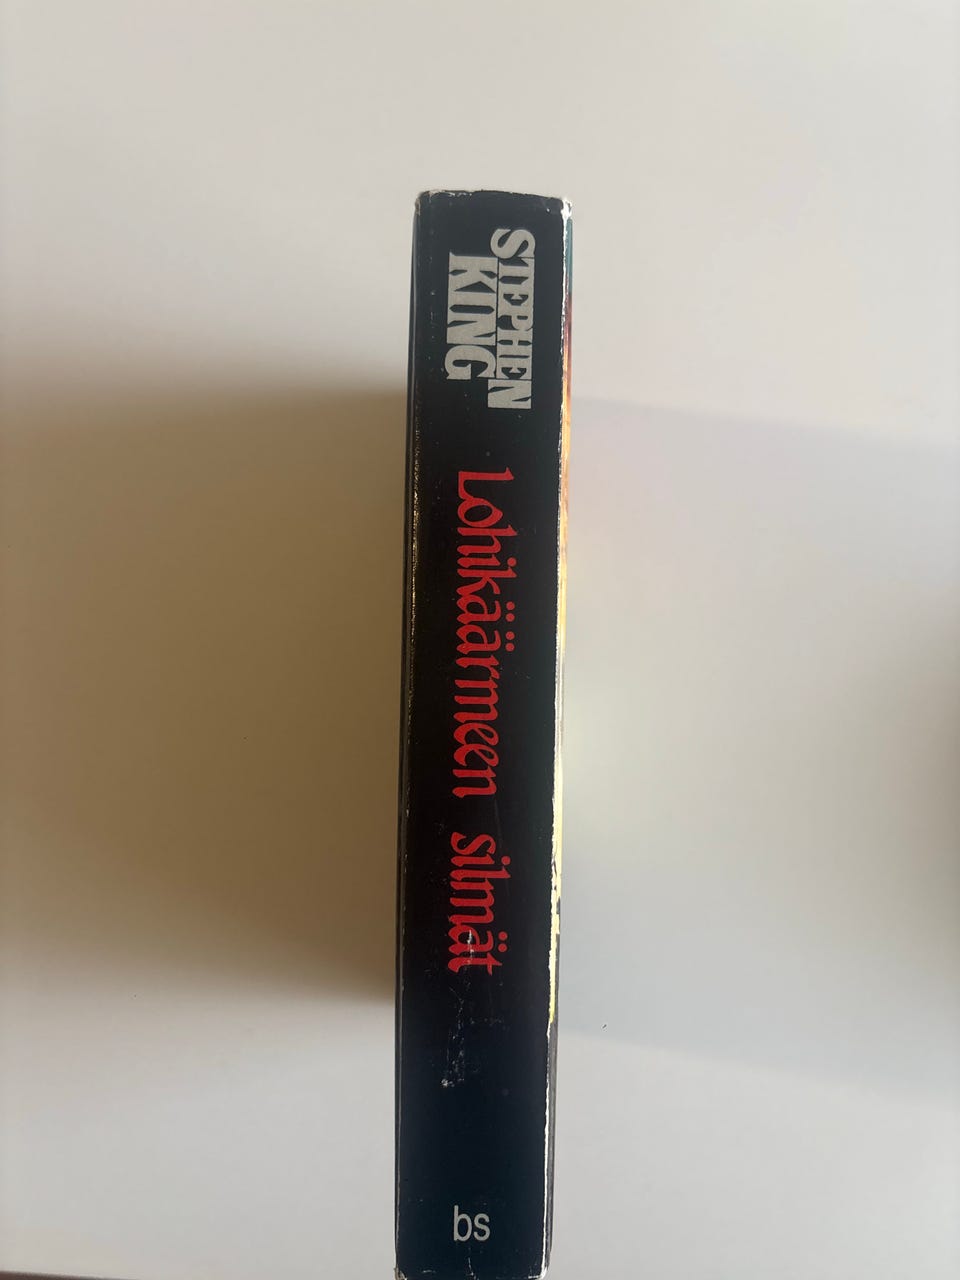 STEPHEN
KING
Lohikäärmeen silmät
bs